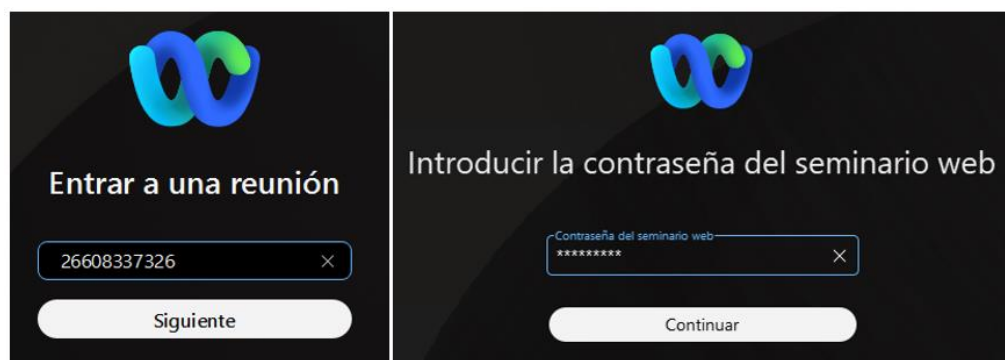 Entrar a una reunión
26608337326
Siguiente
Introducir la contraseña del seminario web
Contraseña del seminario web
*********
Continuar